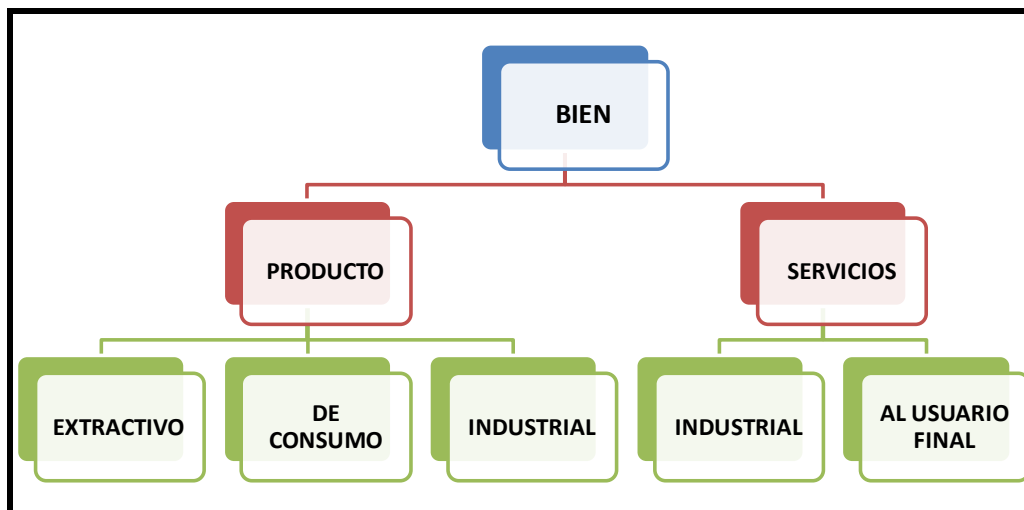 BIEN
PRODUCTO
SERVICIOS
EXTRACTIVO
DE
CONSUMO
INDUSTRIAL
INDUSTRIAL
AL USUARIO
FINAL